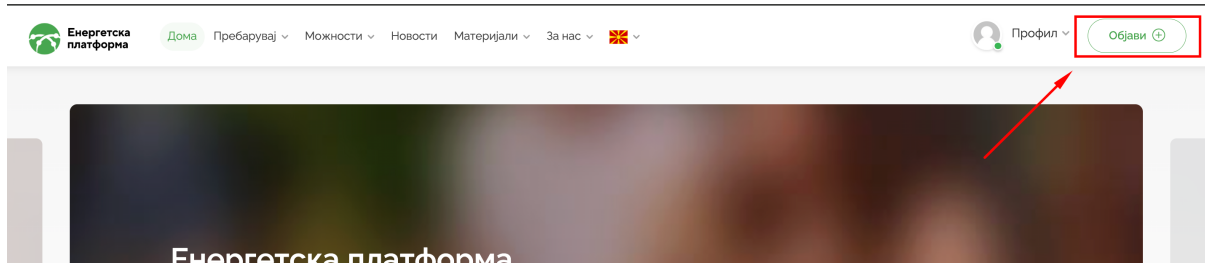 Енергетска
платформа
Дома Пребарувај Можности Новости Материјали За нас
Профил
Објави
Енергетска платформа